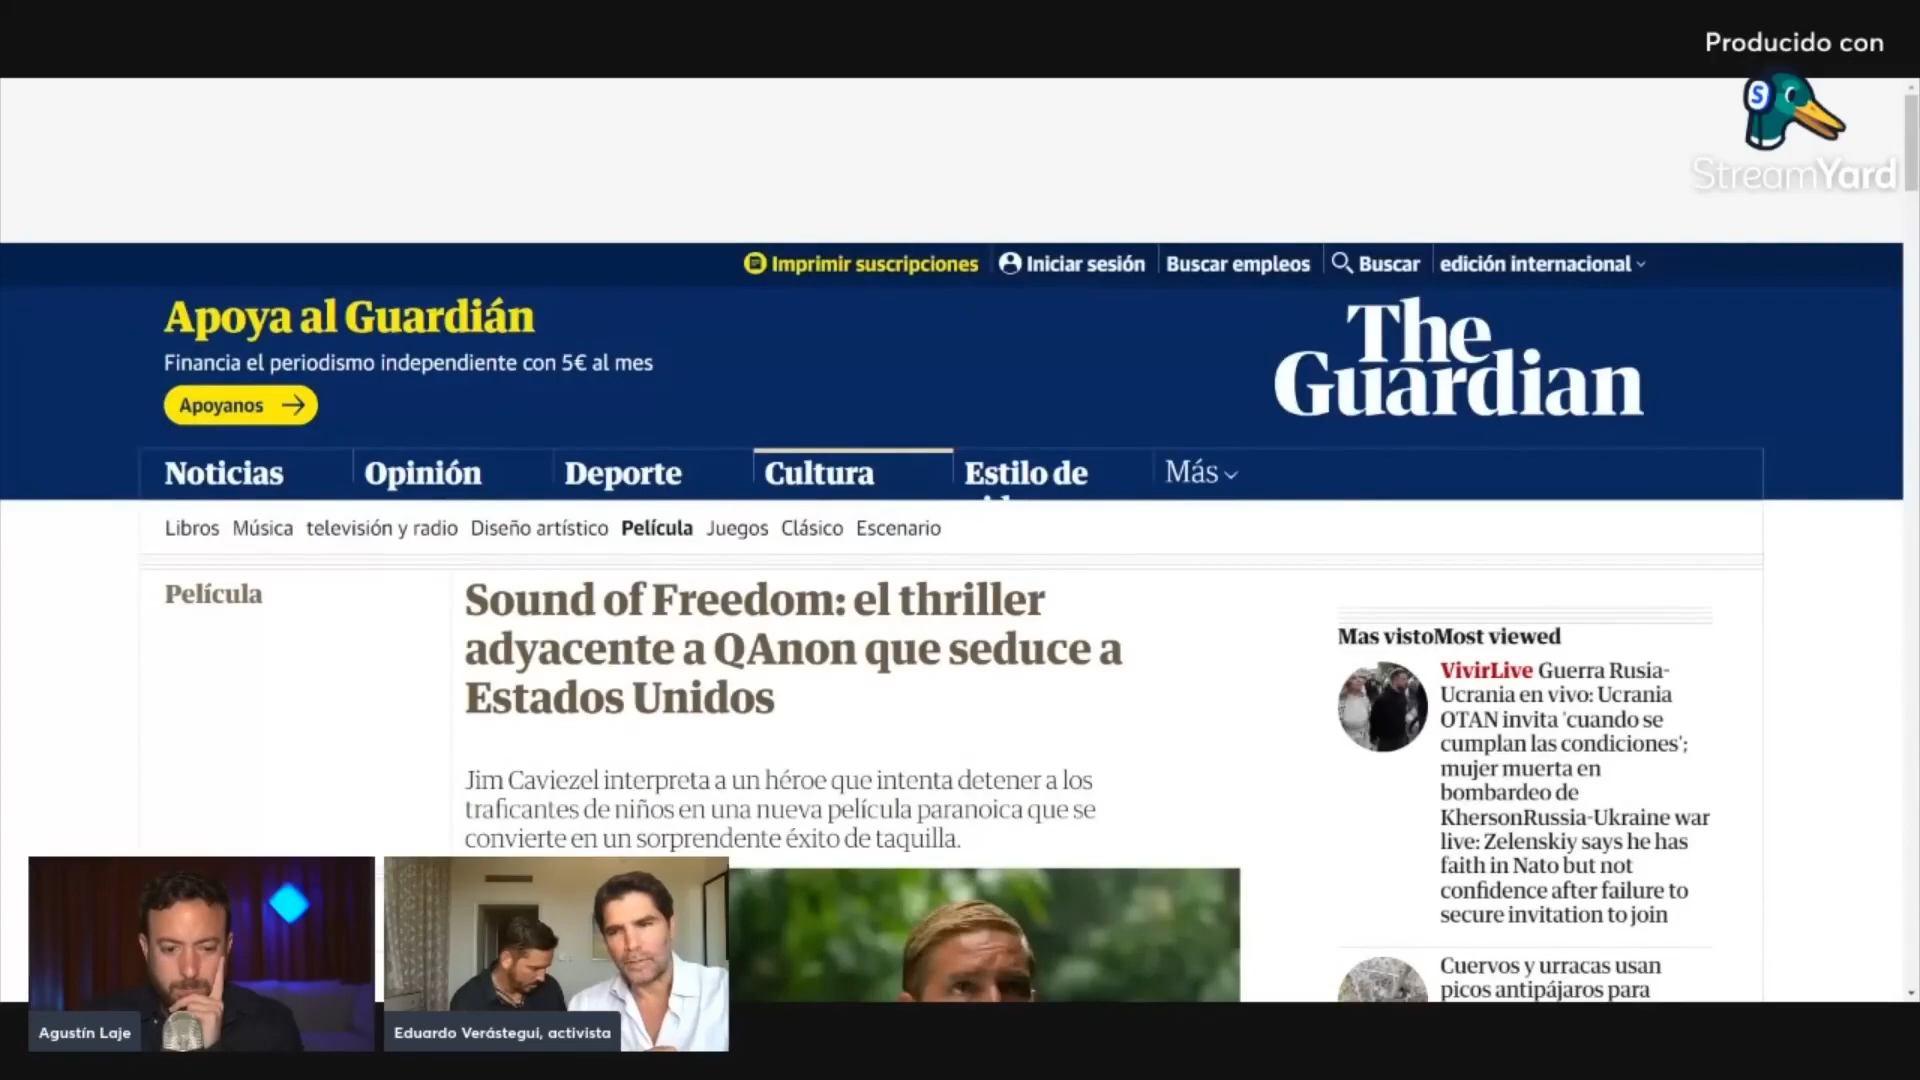 Producido con
S
StreamYard
Imprimir suscripciones
Iniciar sesión
Buscar empleos
Buscar
edición internacional
Apoya al Guardián
Financia el periodismo independiente con 5€ al mes
Apoyanos
The
Guardian
Noticias
Opinión
Deporte
Cultura
Estilo de
Más
Libros Música televisión y radio Diseño artístico Película Juegos Clásico Escenario
Película
Sound of Freedom: el thriller
adyacente a QAnon que seduce a
Estados Unidos
Jim Caviezel interpreta a un héroe que intenta detener a los
traficantes de niños en una nueva película paranoica que se
convierte en un sorprendente éxito de taquilla.
Mas vistoMost viewed
VivirLive Guerra Rusia-
Ucrania en vivo: Ucrania
OTAN invita 'cuando se
cumplan las condiciones';
mujer muerta en
bombardeo de
KhersonRussia-Ukraine war
live: Zelenskiy says he has
faith in Nato but not
confidence after failure to
secure invitation to join
Cuervos y urracas usan
picos antipájaros para
Agustín Laje
Eduardo Verástegui, activista